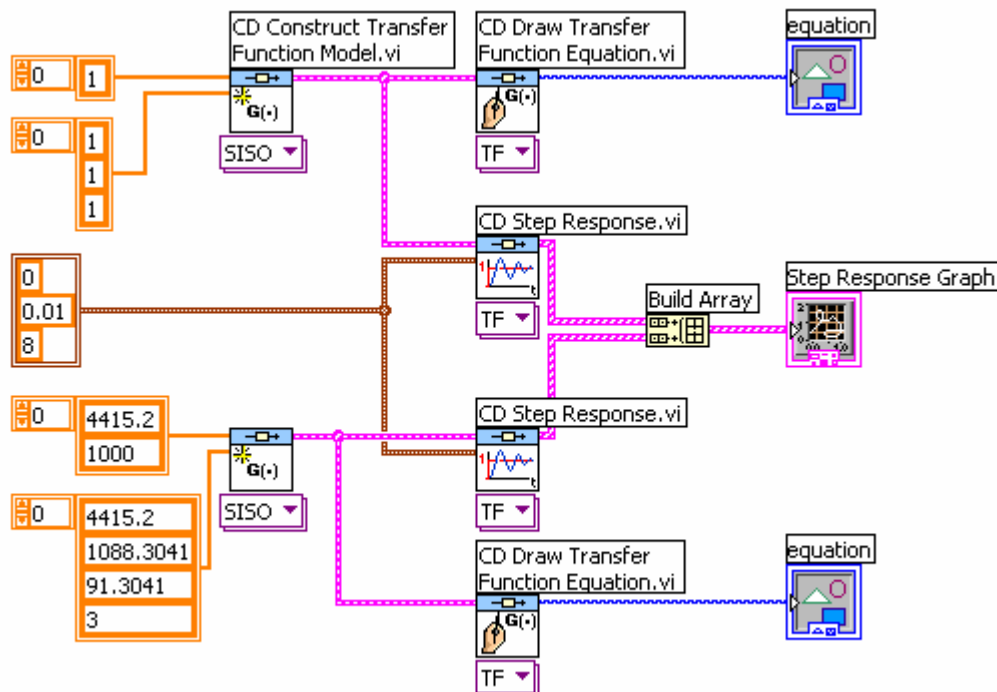 CD Construct Transfer
Function Model.vi
CD Draw Transfer
Function Equation.vi
equation
0
1
G(·)
G(·)
SISO
TF
0
1
1
1
CD Step Response.vi
1
t
TF
0
0.01
8
Build Array
Step Response Graph
0
4415.2
1000
G(·)
SISO
CD Step Response.vi
1
t
TF
0
4415.2
1088.3041
91.3041
3
CD Draw Transfer
Function Equation.vi
G(·)
TF
equation